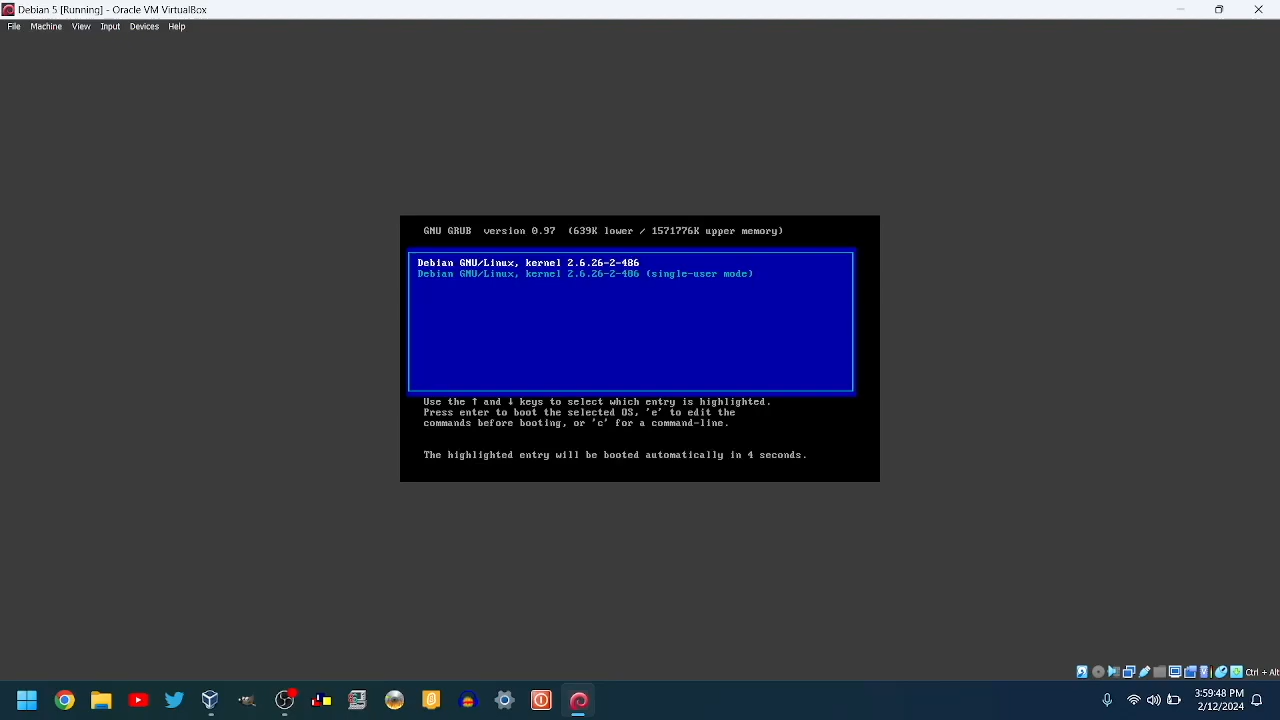 Debian 5 [Running] - Oracle VM VirtualBox
File Machine View Input Devices Help
GNU GRUB version 0.97 (639K lower / 1571776K upper memory)
Debian GNU/Linux, kernel 2.6.26-2-486
Debian GNU/Linux, kernel 2.6.26-2-486 (single-user mode)
Use the ↑ and ↓ keys to select which entry is highlighted.
Press enter to boot the selected OS, 'e' to edit the
commands before booting, or 'c' for a command-line.
The highlighted entry will be booted automatically in 4 seconds.
Ctrl + Alt
3:59:48 PM
2/12/2024